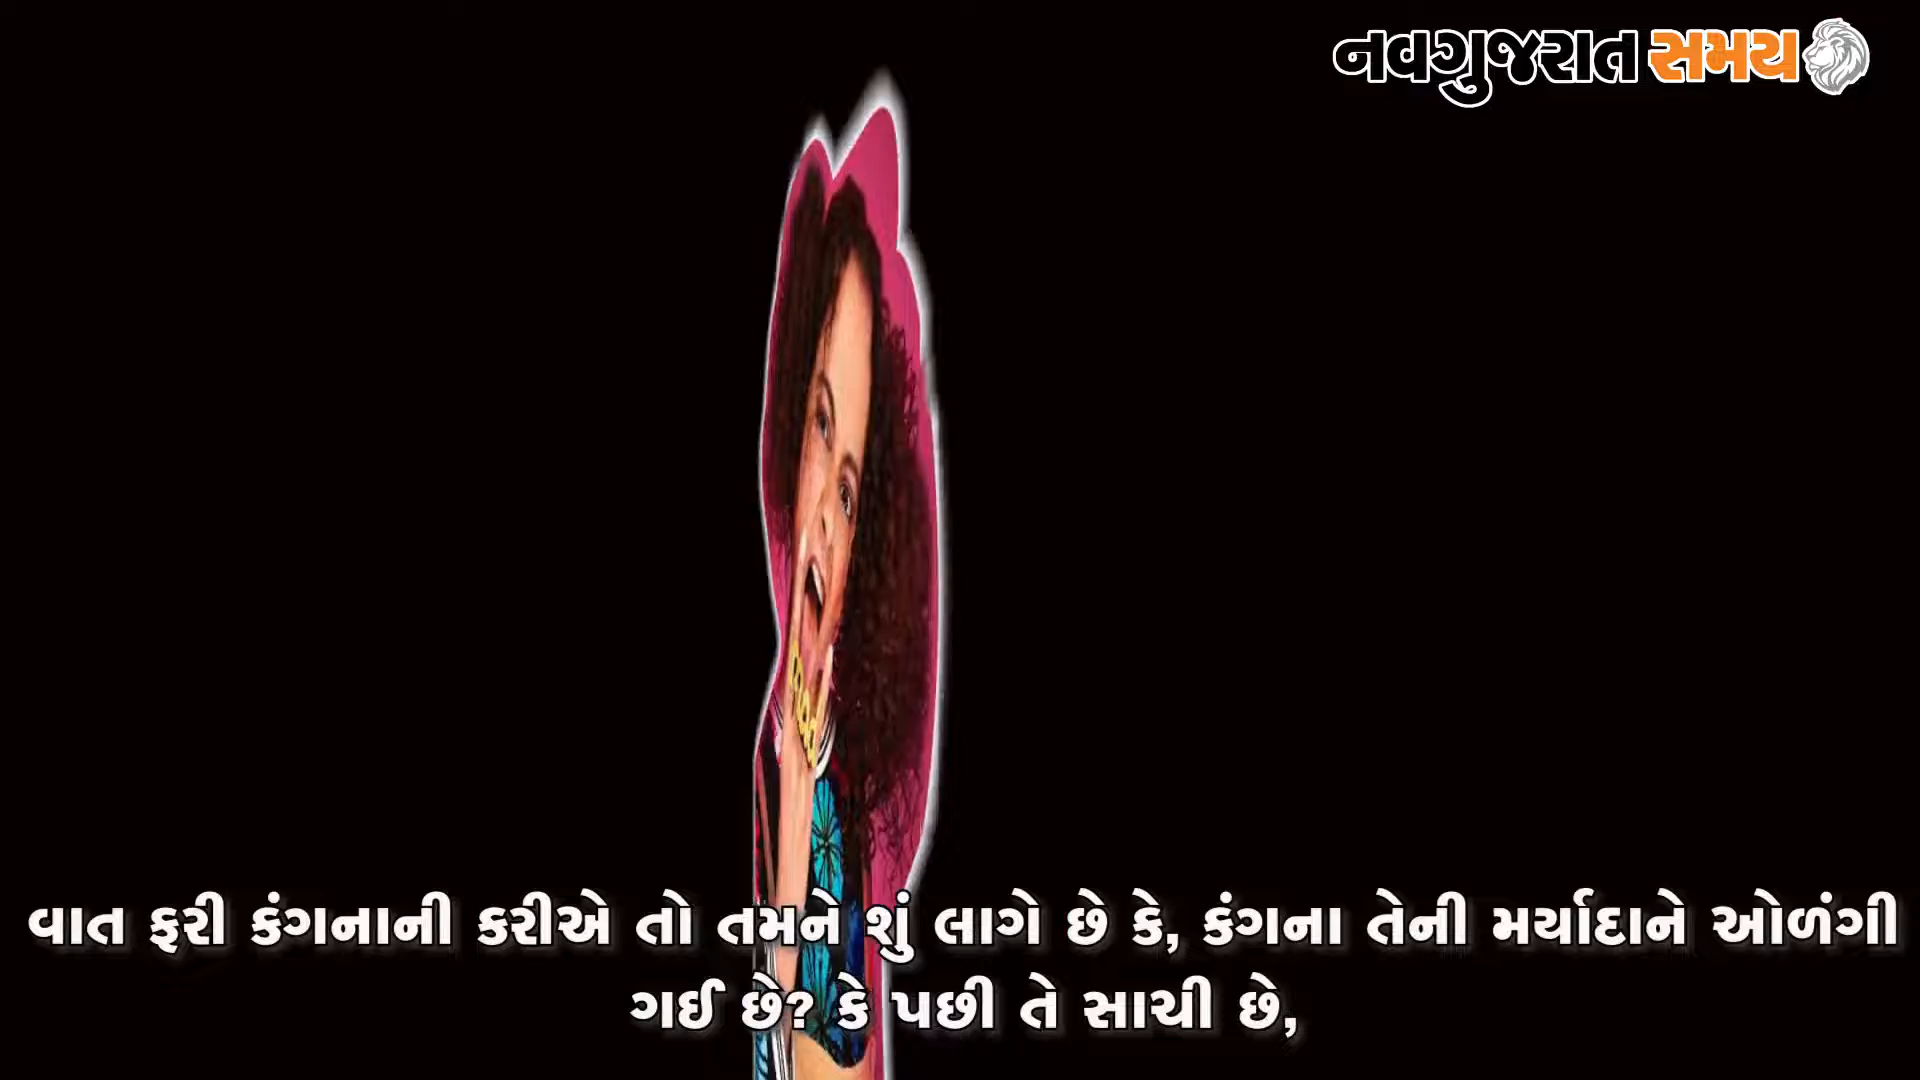 નવગુજરાત સમય
વાત ફરી કંગનાની કરીએ તો તમને શું લાગે છે કે, કંગના તેની મર્યાદાને ઓળંગી
ગઈ છે? કે પછી તે સાચી છે,